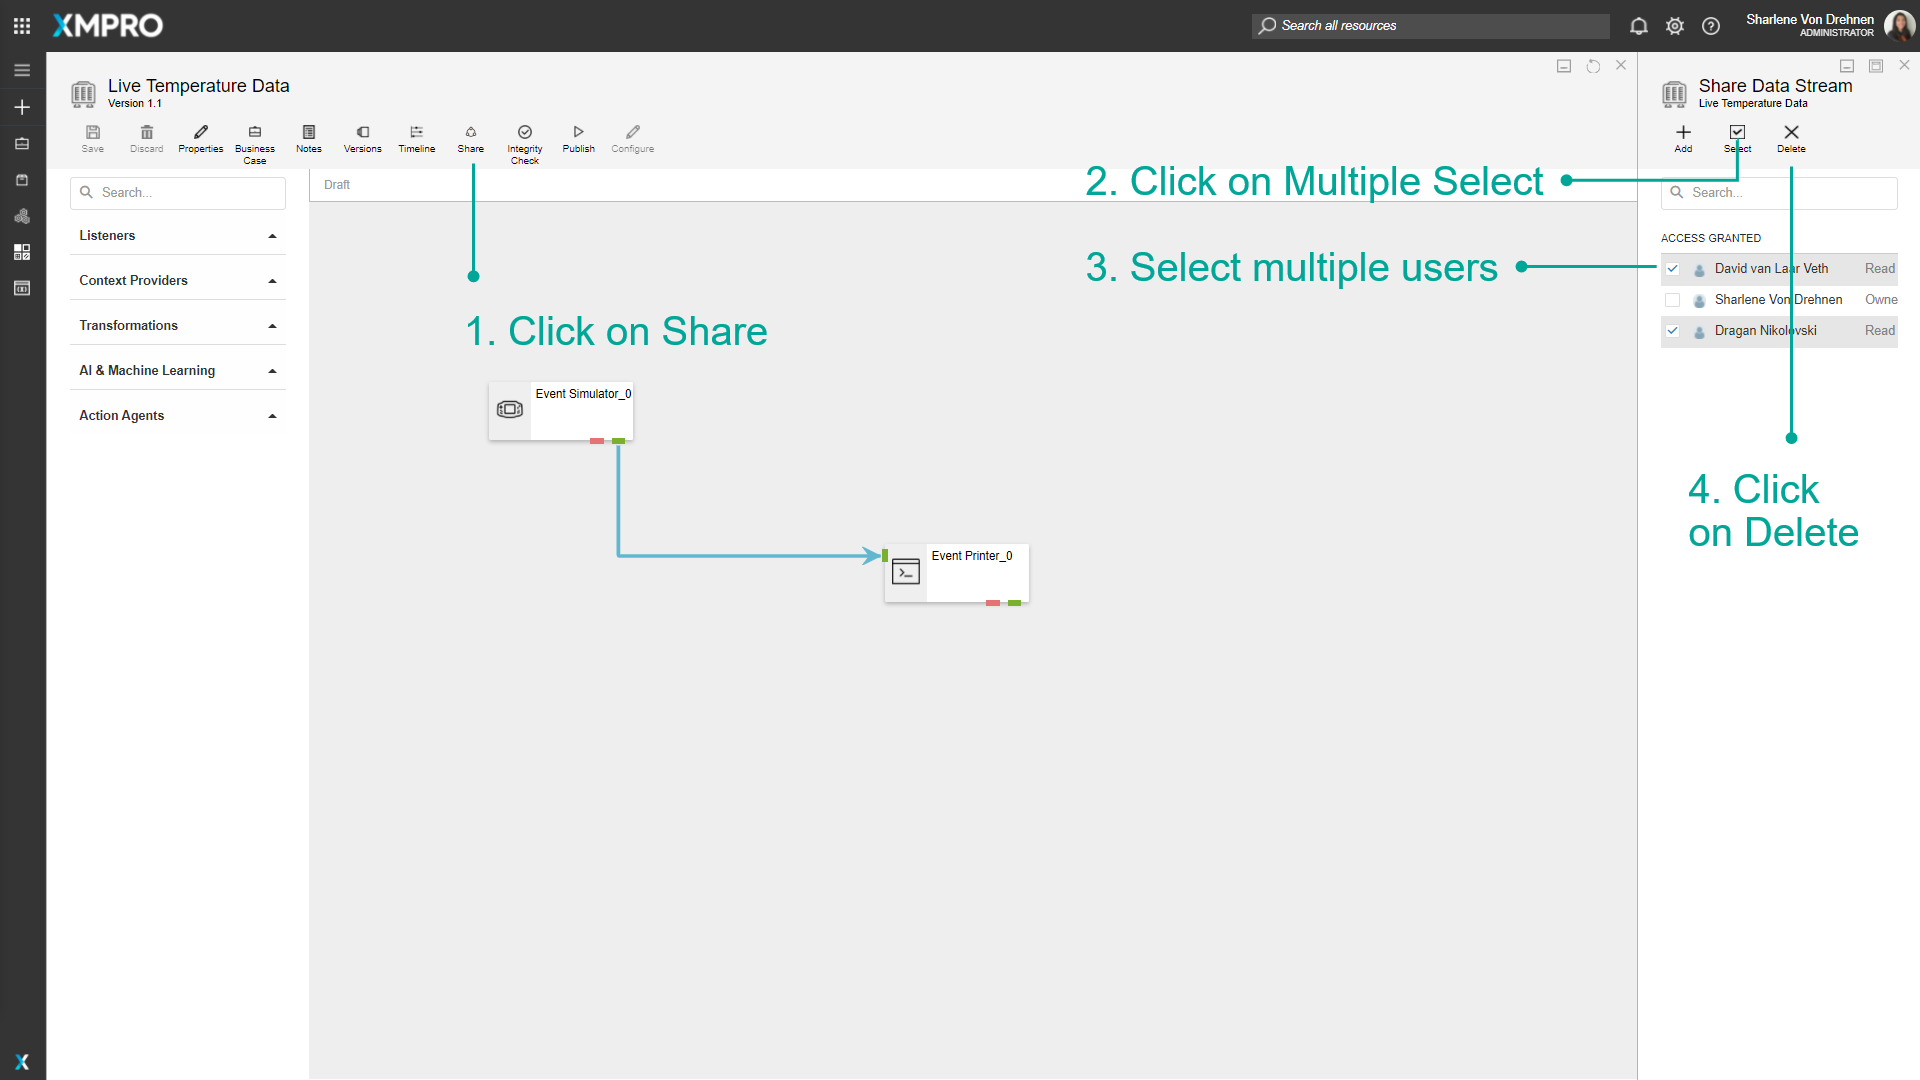 XMPRO
Search all resources
Sharlene Von Drehnen
ADMINISTRATOR
Live Temperature Data
Version 1.1
Save
Discard
Properties
Business
Case
Notes
Versions
Timeline
Share
Integrity
Check
Publish
Configure
Share Data Stream
Live Temperature Data
Add
Select
Delete
Search...
Draft
2. Click on Multiple Select
Search...
Listeners
Context Providers
Transformations
AI & Machine Learning
Action Agents
ACCESS GRANTED
3. Select multiple users
David van Laar Veth Read
Sharlene Von Drehnen Owne
Dragan Nikolovski Read
1. Click on Share
Event Simulator_0
Event Printer_0
4. Click
on Delete
X